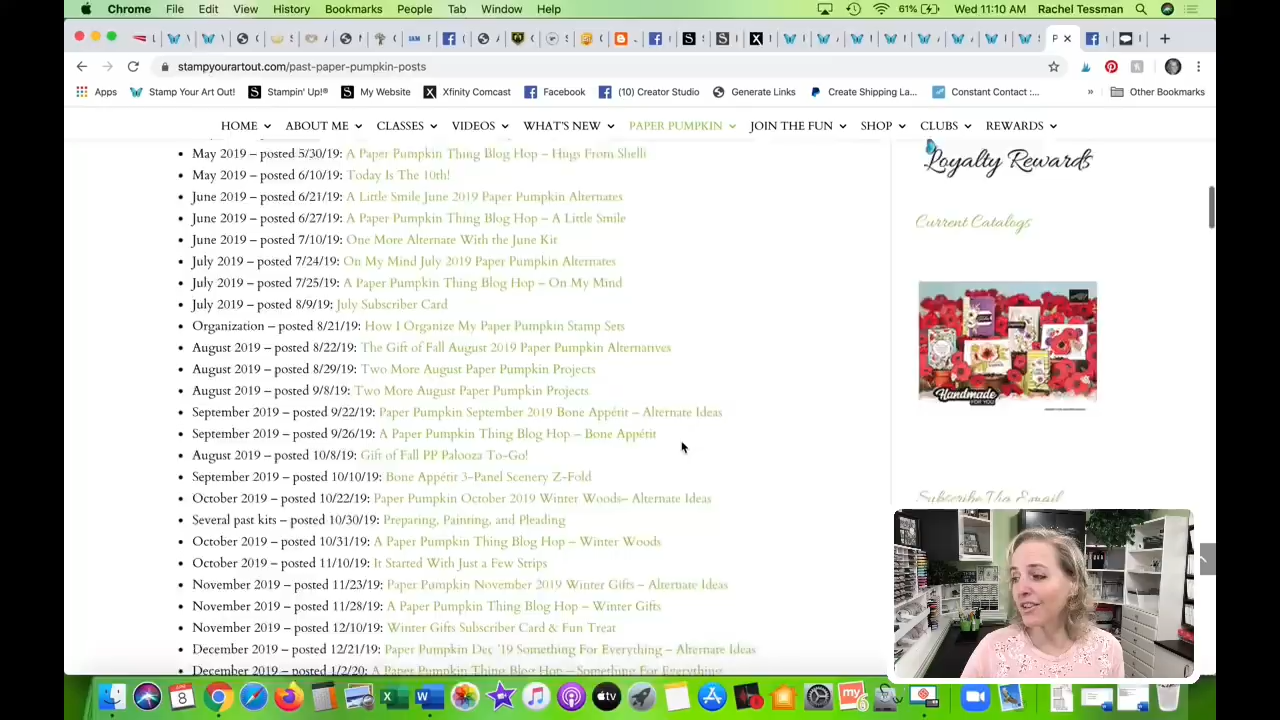 Chrome File Edit View History Bookmarks People Tab Window Help 61% Wed 11:10 AM Rachel Tessman
stampyourartout.com/past-paper-pumpkin-posts
Apps Stamp Your Art Out! Stampin' Up!® My Website Xfinity Comcast Facebook (10) Creator Studio Generate Links Create Shipping La... Constant Contact :... » Other Bookmarks
HOME ABOUT ME CLASSES VIDEOS WHAT'S NEW PAPER PUMPKIN JOIN THE FUN SHOP CLUBS REWARDS
May 2019 – posted 5/30/19: A Paper Pumpkin Thing Blog Hop – Hugs From Shelli
May 2019 – posted 6/10/19: Today Is The 10th!
June 2019 – posted 6/21/19: A Little Smile June 2019 Paper Pumpkin Alternates
June 2019 – posted 6/27/19: A Paper Pumpkin Thing Blog Hop – A Little Smile
June 2019 – posted 7/10/19: One More Alternate With the June Kit
July 2019 – posted 7/24/19: On My Mind July 2019 Paper Pumpkin Alternates
July 2019 – posted 7/25/19: A Paper Pumpkin Thing Blog Hop – On My Mind
July 2019 – posted 8/9/19: July Subscriber Card
Organization – posted 8/21/19: How I Organize My Paper Pumpkin Stamp Sets
August 2019 – posted 8/22/19: The Gift of Fall August 2019 Paper Pumpkin Alternatives
August 2019 – posted 8/29/19: Two More August Paper Pumpkin Projects
August 2019 – posted 9/8/19: Two More August Paper Pumpkin Projects
September 2019 – posted 9/22/19: Paper Pumpkin September 2019 Bone Appétit – Alternate Ideas
September 2019 – posted 9/26/19: A Paper Pumpkin Thing Blog Hop – Bone Appétit
August 2019 – posted 10/8/19: Gift of Fall PP Palooza To-Go!
September 2019 – posted 10/10/19: Bone Appétit 3-Panel Scenery Z-Fold
October 2019 – posted 10/22/19: Paper Pumpkin October 2019 Winter Woods– Alternate Ideas
Several past kits – posted 10/30/19: Preparing, Painting, and Pleading
October 2019 – posted 10/31/19: A Paper Pumpkin Thing Blog Hop – Winter Woods
October 2019 – posted 11/10/19: It Started With Just a Few Strips
November 2019 – posted 11/23/19: Paper Pumpkin November 2019 Winter Gifts – Alternate Ideas
November 2019 – posted 11/28/19: A Paper Pumpkin Thing Blog Hop – Winter Gifts
November 2019 – posted 12/10/19: Winter Gifts Subscriber Card & Fun Treat
December 2019 – posted 12/21/19: Paper Pumpkin Dec '19 Something For Everything – Alternate Ideas
December 2019 – posted 1/2/20: A Paper Pumpkin Thing Blog Hop –Something For Everything
Loyalty Rewards
Current Catalogs
Handmade
FOR YOU
Subscribe Via Email